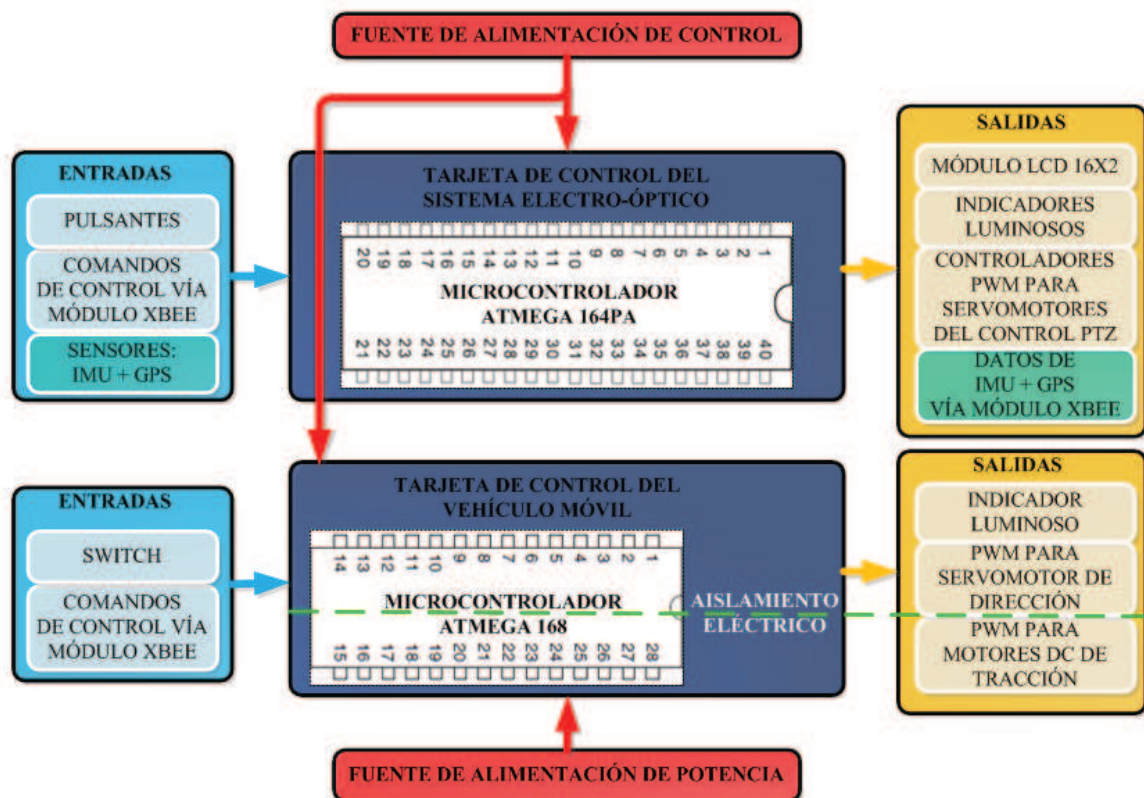 FUENTE DE ALIMENTACIÓN DE CONTROL
ENTRADAS
PULSANTES
COMANDOS
DE CONTROL VÍA
MÓDULO XBEE
SENSORES:
IMU + GPS
TARJETA DE CONTROL DEL
SISTEMA ELECTRO-ÓPTICO
20 19 18 17 16 15 14 13 12 11 10 9 8 7 6 5 4 3 2 1
MICROCONTROLADOR
ATMEGA 164PA
21 22 23 24 25 26 27 28 29 30 31 32 33 34 35 36 37 38 39 40
SALIDAS
MÓDULO LCD 16X2
INDICADORES
LUMINOSOS
CONTROLADORES
PWM PARA
SERVOMOTORES
DEL CONTROL PTZ
DATOS DE
IMU + GPS
VÍA MÓDULO XBEE
ENTRADAS
SWITCH
COMANDOS
DE CONTROL VÍA
MÓDULO XBEE
TARJETA DE CONTROL DEL
VEHÍCULO MÓVIL
14 13 12 11 10 9 8 7 6 5 4 3 2 1
MICROCONTROLADOR
ATMEGA 168
15 16 17 18 19 20 21 22 23 24 25 26 27 28
AISLAMIENTO
ELÉCTRICO
SALIDAS
INDICADOR
LUMINOSO
PWM PARA
SERVOMOTOR DE
DIRECCIÓN
PWM PARA
MOTORES DC DE
TRACCIÓN
FUENTE DE ALIMENTACIÓN DE POTENCIA